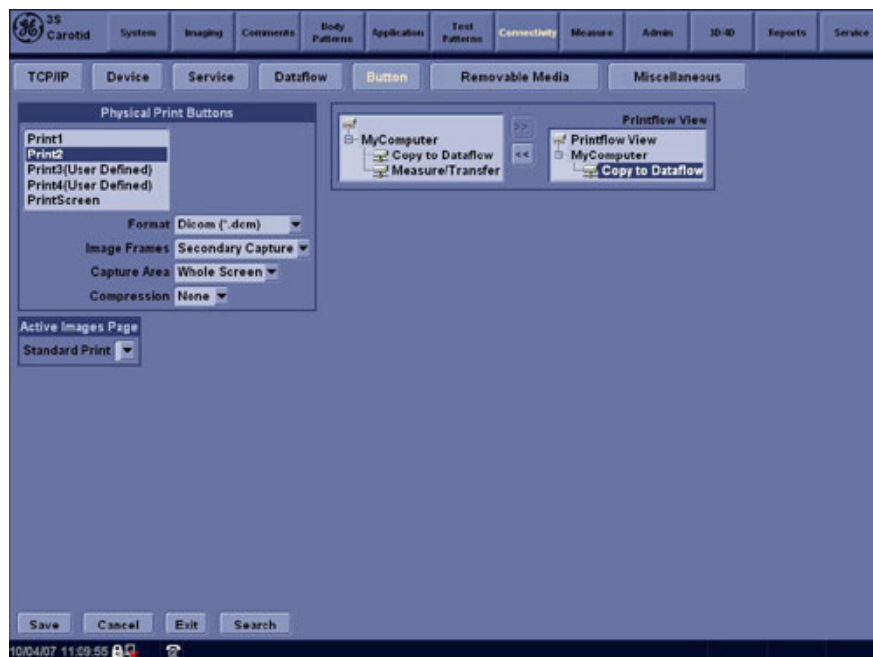 3S
Carotid
System
Imaging
Comments
Body
Patterns
Application
Test
Patterns
Connectivity
Measure
Admin
3D/4D
Reports
Service
TCP/IP
Device
Service
Dataflow
Button
Removable Media
Miscellaneous
Physical Print Buttons
Print1
Print2
Print3(User Defined)
Print4(User Defined)
PrintScreen
Format Dicom (*.dcm)
Image Frames Secondary Capture
Capture Area Whole Screen
Compression None
MyComputer
Copy to Dataflow
Measure/Transfer
>>
<<
Printflow View
Printflow View
MyComputer
Copy to Dataflow
Active Images Page
Standard Print
Save
Cancel
Exit
Search
10/04/07 11:09:55